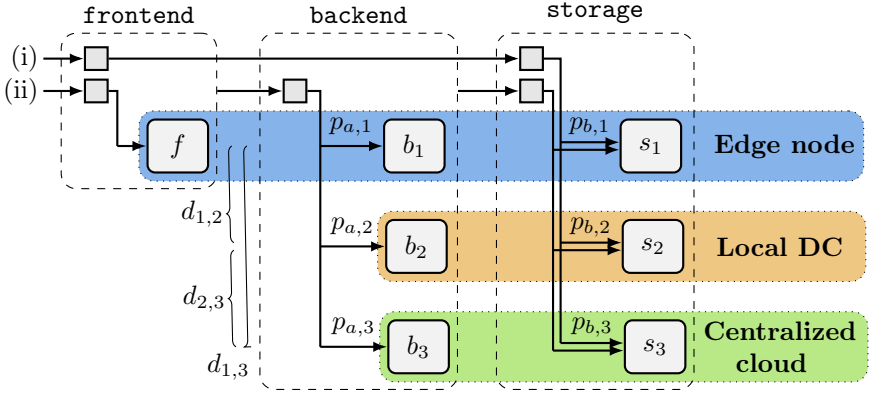 frontend backend storage
(i)
(ii)
p_{a,1} p_{b,1}
f b_1 s_1 Edge node
d_{1,2}
p_{a,2} p_{b,2}
b_2 s_2 Local DC
d_{2,3}
p_{a,3} p_{b,3} Centralized
b_3 s_3 cloud
d_{1,3}